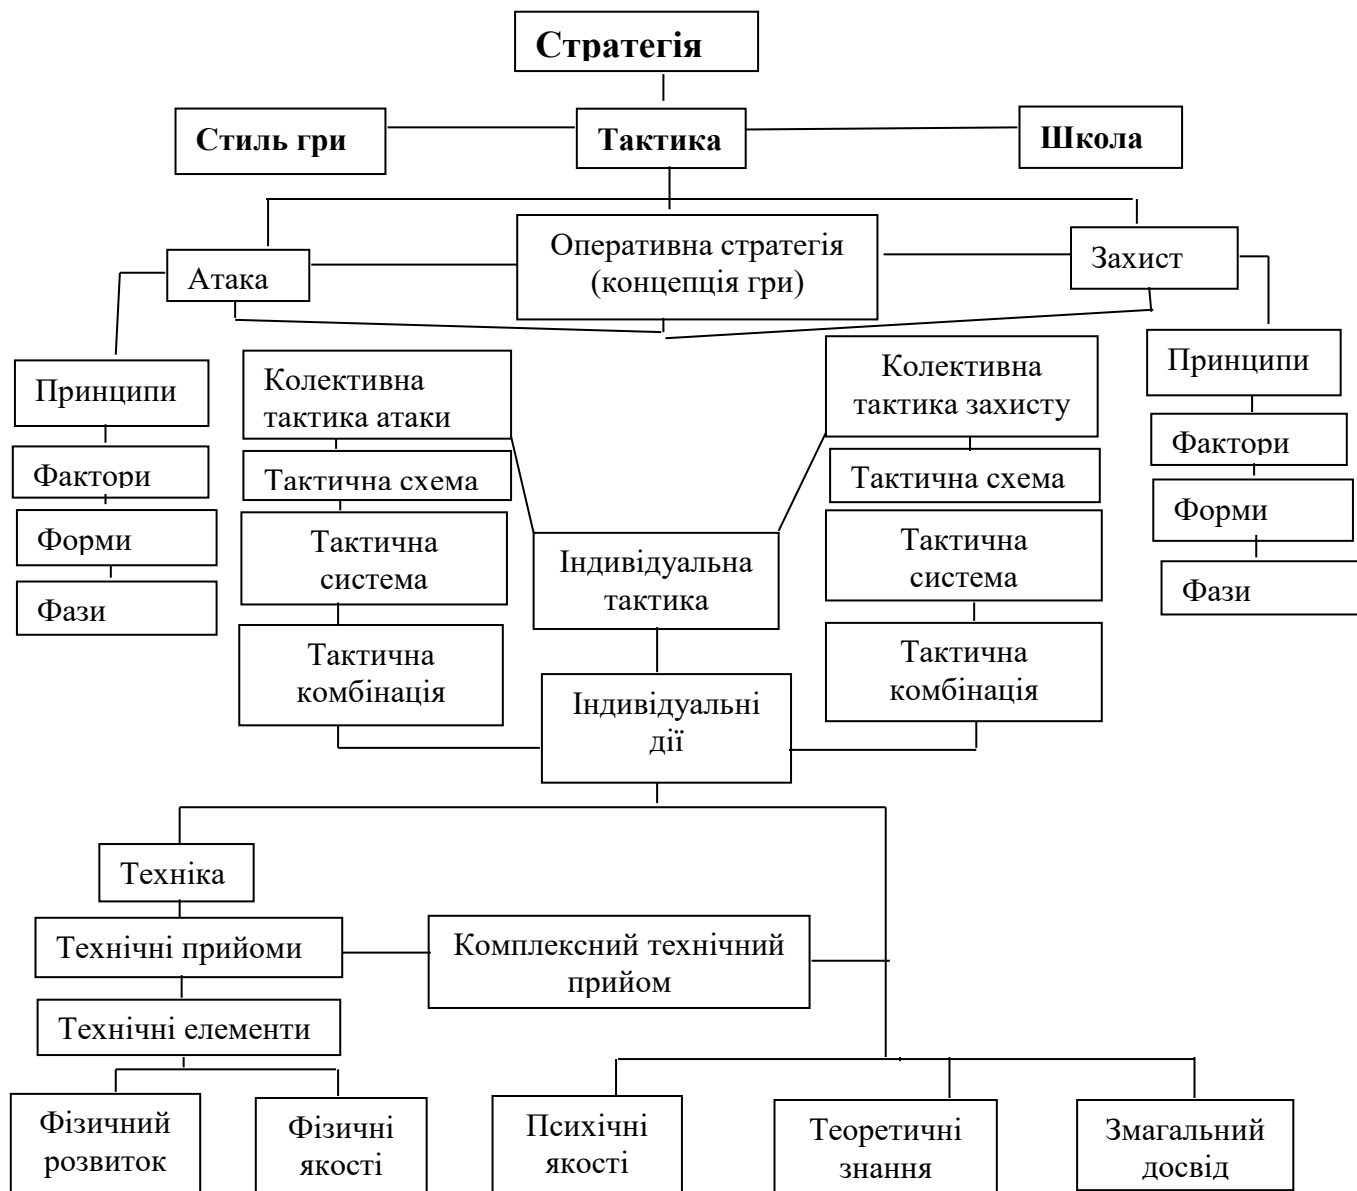 Стратегія
Стиль гри
Тактика
Школа
Оперативна стратегія
(концепція гри)
Атака
Захист
Принципи
Фактори
Форми
Фази
Колективна
тактика атаки
Тактична схема
Тактична
система
Тактична
комбінація
Індивідуальна
тактика
Індивідуальні
дії
Колективна
тактика захисту
Тактична схема
Тактична
система
Тактична
комбінація
Принципи
Фактори
Форми
Фази
Техніка
Технічні прийоми
Комплексний технічний
прийом
Технічні елементи
Фізичний
розвиток
Фізичні
якості
Психічні
якості
Теоретичні
знання
Змагальний
досвід